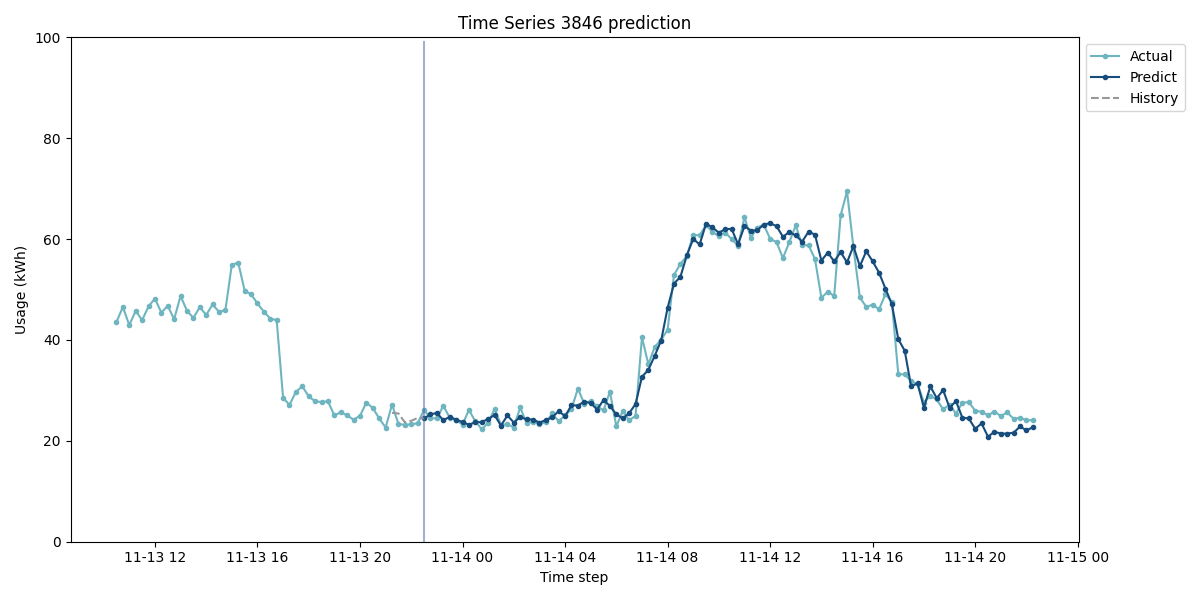 Time Series 3846 prediction
100
80
60
40
20
0
Usage (kWh)
11-13 12
11-13 16
11-13 20
11-14 00
11-14 04
11-14 08
11-14 12
11-14 16
11-14 20
11-15 00
Time step
Actual
Predict
History